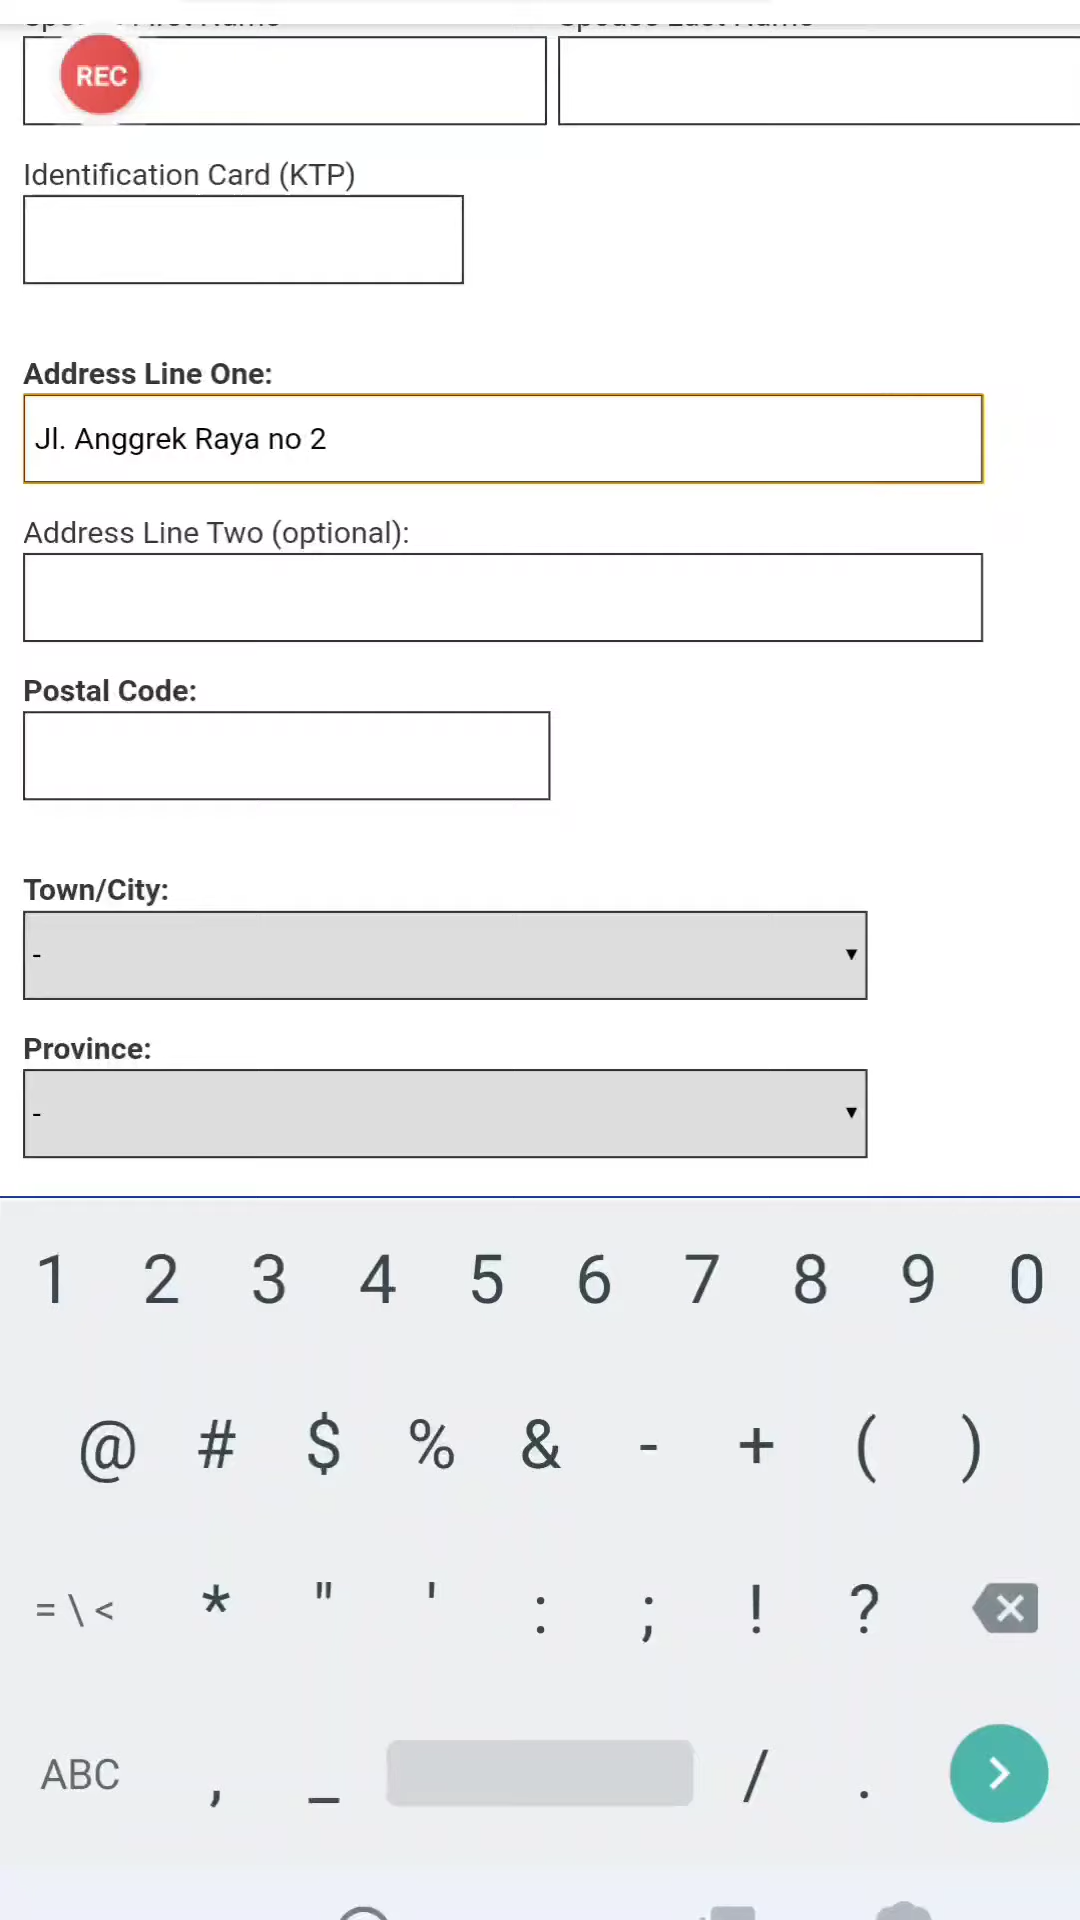 REC
Identification Card (KTP)
Address Line One:
Jl. Anggrek Raya no 2
Address Line Two (optional):
Postal Code:
Town/City:
-
Province:
-
1 2 3 4 5 6 7 8 9 0
@ # $ % & - + ( )
= \ < * " ' : ; ! ?
ABC , _ / .